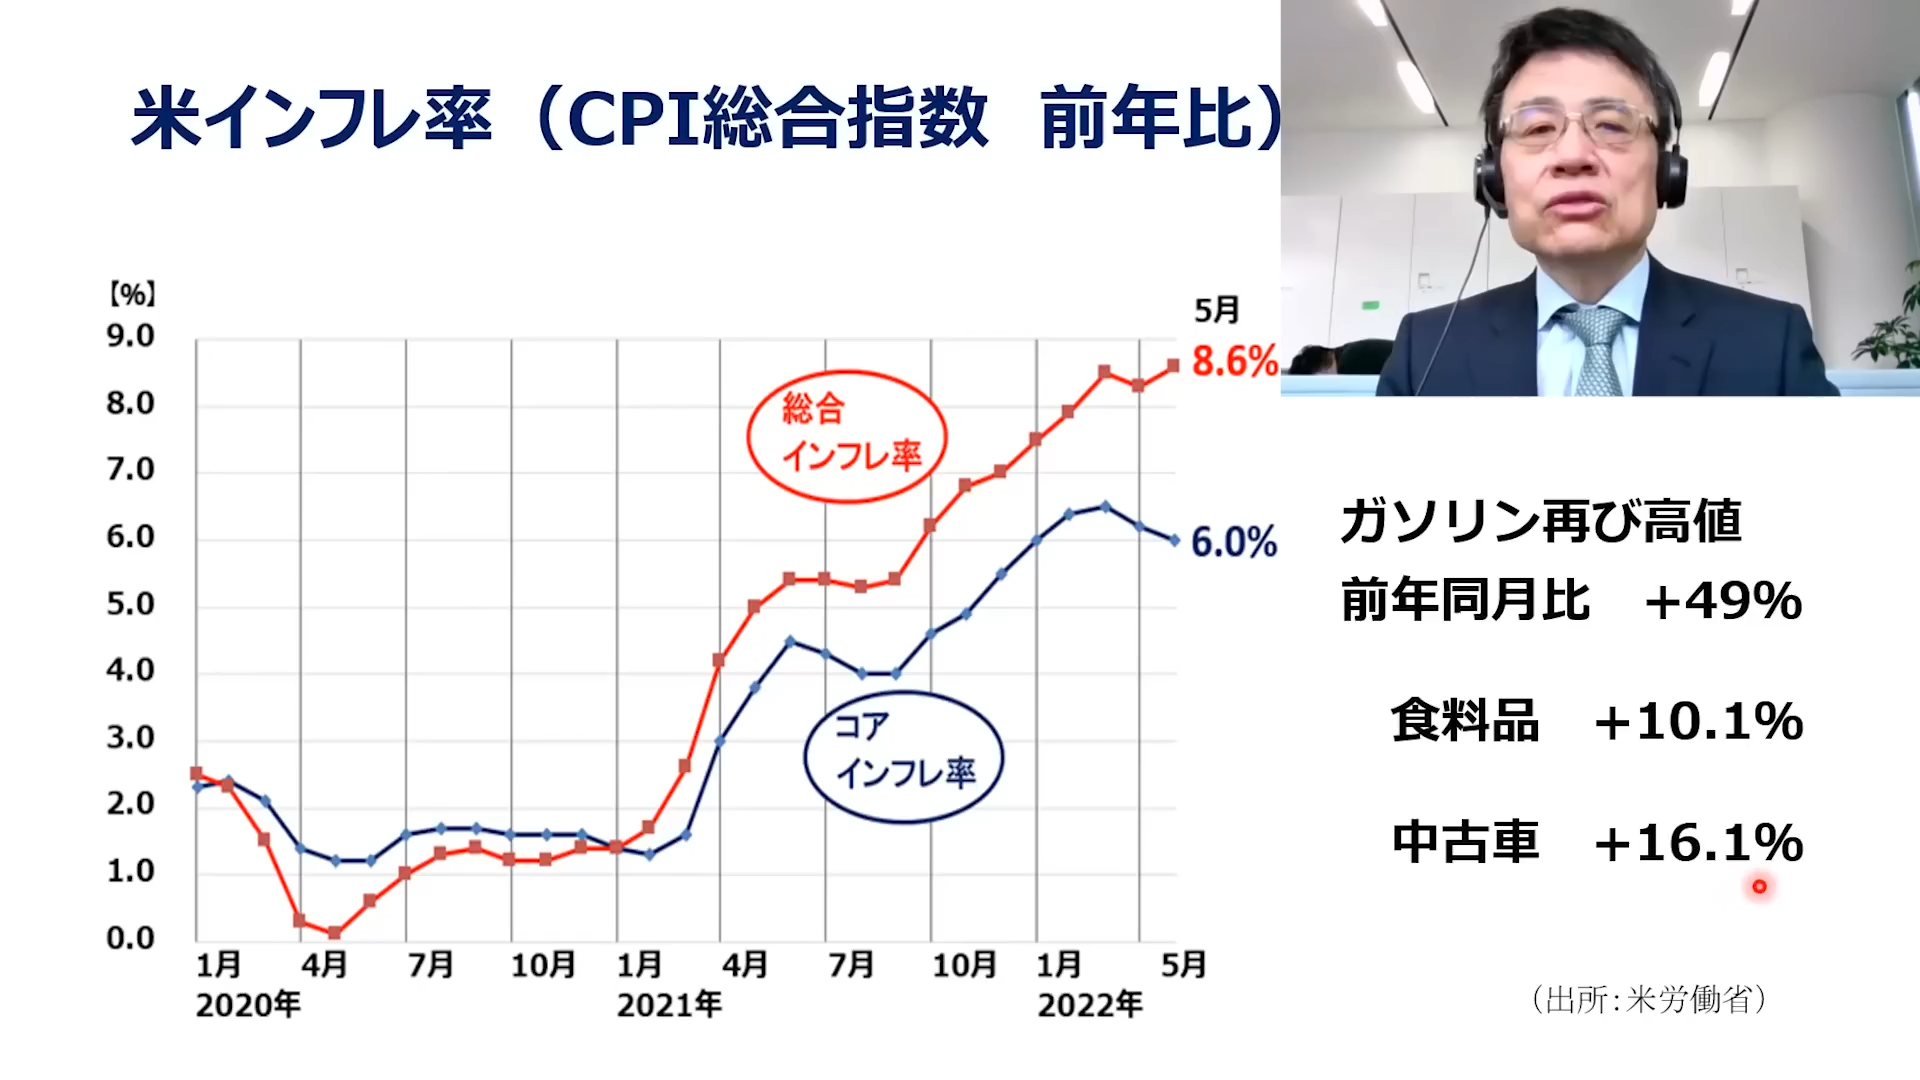 米インフレ率（CPI総合指数　前年比）
【%】
9.0
8.0
7.0
6.0
5.0
4.0
3.0
2.0
1.0
0.0
1月
4月
7月
10月
1月
4月
7月
10月
1月
5月
2020年
2021年
2022年
総合
インフレ率
コア
インフレ率
5月
8.6%
6.0%
ガソリン再び高値
前年同月比　+49%
食料品　+10.1%
中古車　+16.1%
（出所：米労働省）